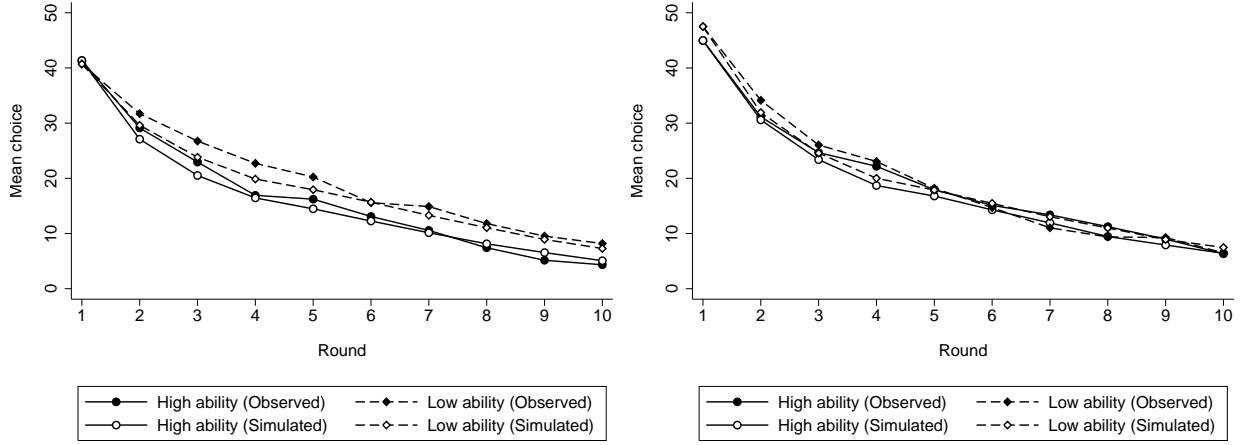 50
40
30
20
10
0
Mean choice
1 2 3 4 5 6 7 8 9 10
Round
High ability (Observed) Low ability (Observed)
High ability (Simulated) Low ability (Simulated)
50
40
30
20
10
0
Mean choice
1 2 3 4 5 6 7 8 9 10
Round
High ability (Observed) Low ability (Observed)
High ability (Simulated) Low ability (Simulated)